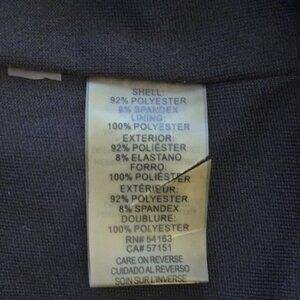 SHELL:
92% POLYESTER
8% SPANDEX
LINING:
100% POLYESTER
EXTERIOR:
92% POLIÉSTER
8% ELASTANO
FORRO:
100% POLIÉSTER
EXTÉRIEUR:
92% POLYESTER
8% SPANDEX
DOUBLURE:
100% POLYESTER
RN# 54163
CA# 57151
CARE ON REVERSE
CUIDADO AL REVERSO
SOIN SUR L'INVERSE